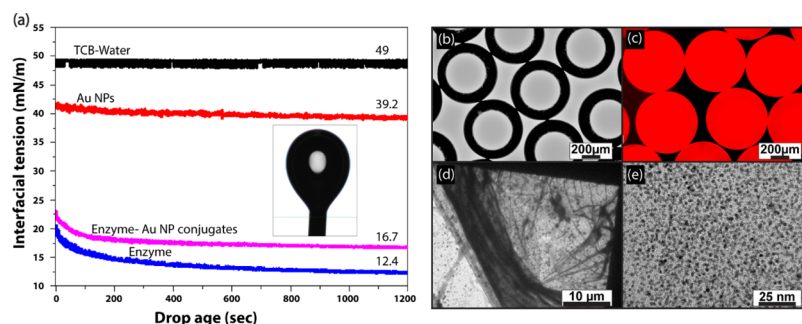 (a)
55
50
45
40
35
30
25
20
15
10
Interfacial tension (mN/m)
TCB-Water
49
Au NPs
39.2
Enzyme- Au NP conjugates
16.7
Enzyme
12.4
0 200 400 600 800 1000 1200
Drop age (sec)
(b)
200µm
(c)
200µm
(d)
10 µm
(e)
25 nm